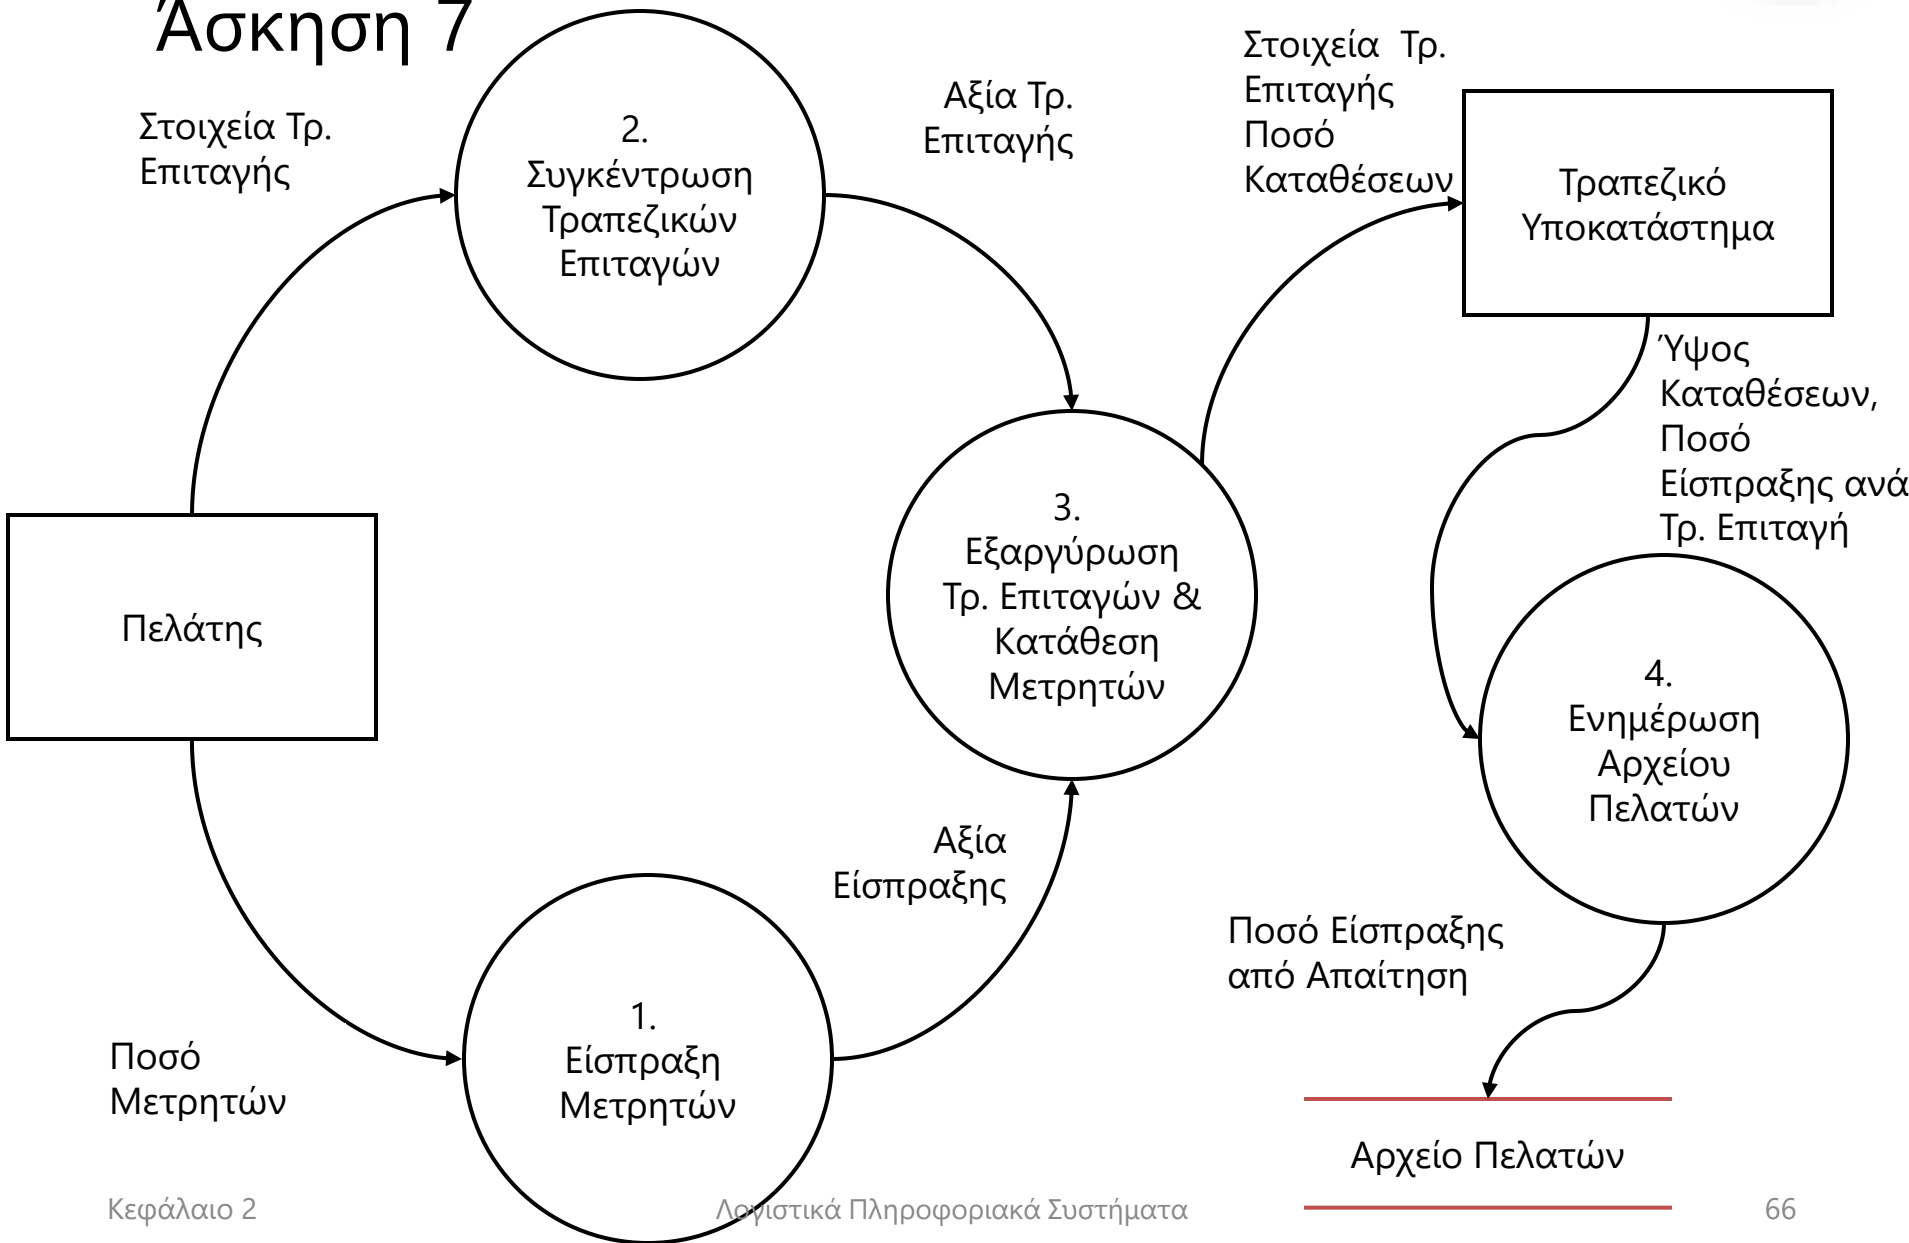 Άσκηση 7
Στοιχεία Τρ.
Επιταγής
2.
Συγκέντρωση
Τραπεζικών
Επιταγών
Αξία Τρ.
Επιταγής
Στοιχεία Τρ.
Επιταγής
Ποσό
Καταθέσεων
Τραπεζικό
Υποκατάστημα
Ύψος
Καταθέσεων,
Ποσό
Είσπραξης ανά
Τρ. Επιταγή
Πελάτης
3.
Εξαργύρωση
Τρ. Επιταγών &
Κατάθεση
Μετρητών
4.
Ενημέρωση
Αρχείου
Πελατών
Αξία
Είσπραξης
Ποσό Είσπραξης
από Απαίτηση
Ποσό
Μετρητών
1.
Είσπραξη
Μετρητών
Αρχείο Πελατών
Κεφάλαιο 2
Λογιστικά Πληροφοριακά Συστήματα
66